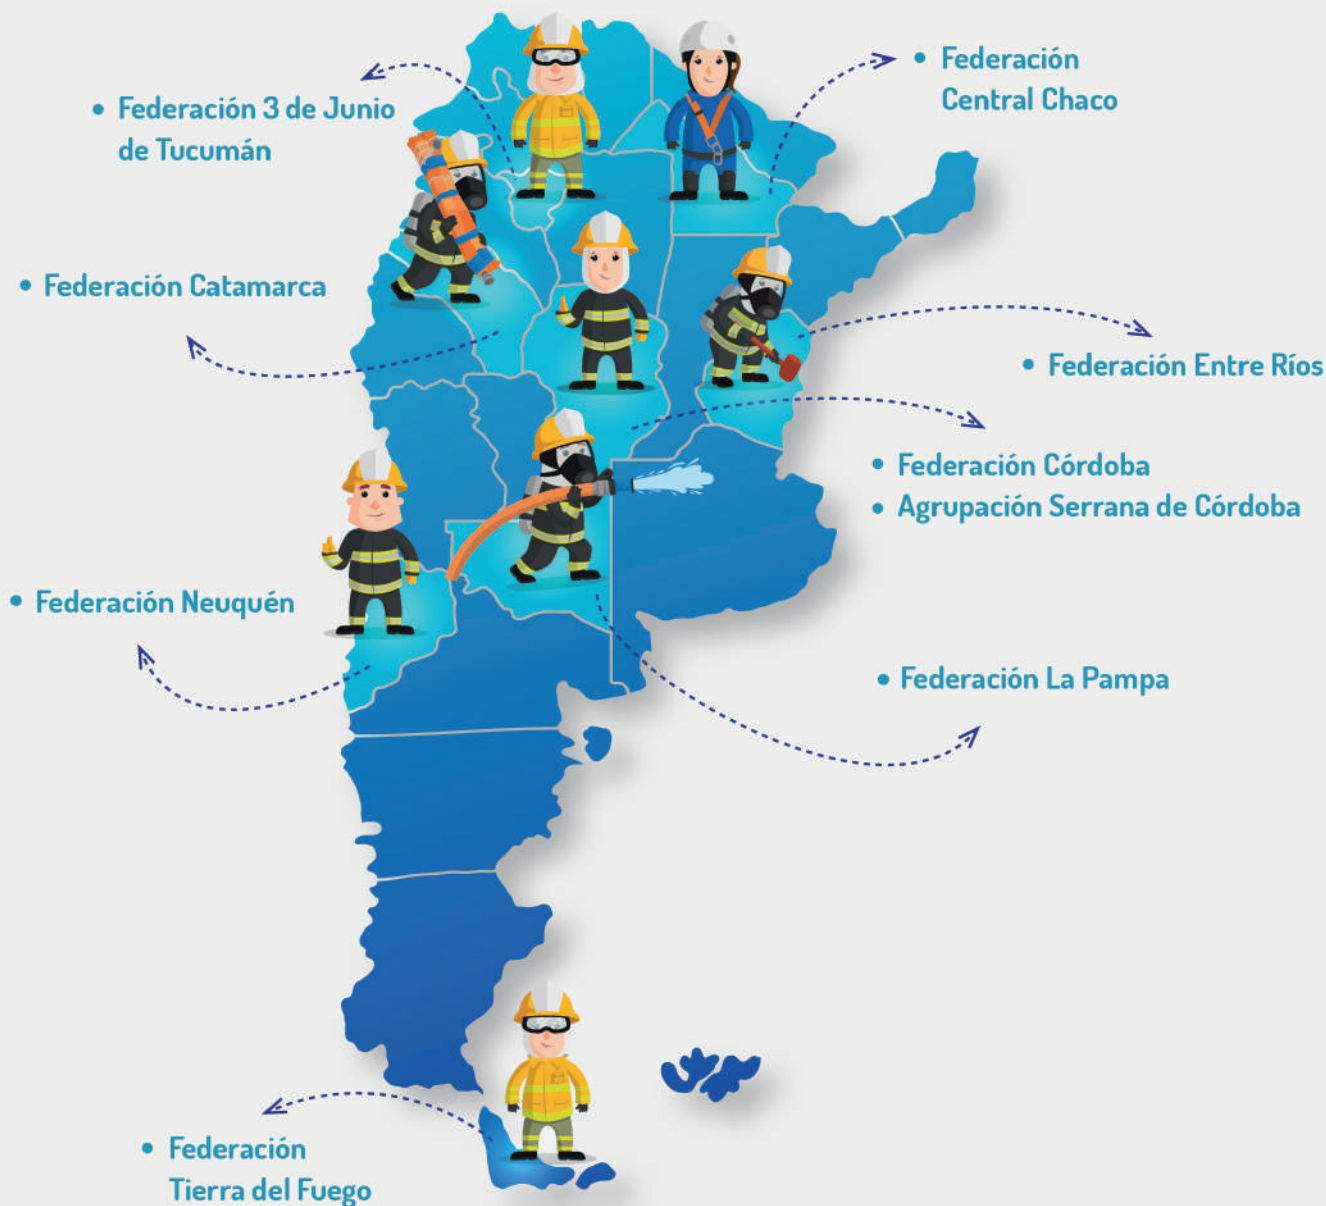 • Federación 3 de Junio
de Tucumán
• Federación
Central Chaco
• Federación Catamarca
• Federación Entre Ríos
• Federación Córdoba
• Agrupación Serrana de Córdoba
• Federación Neuquén
• Federación La Pampa
• Federación
Tierra del Fuego